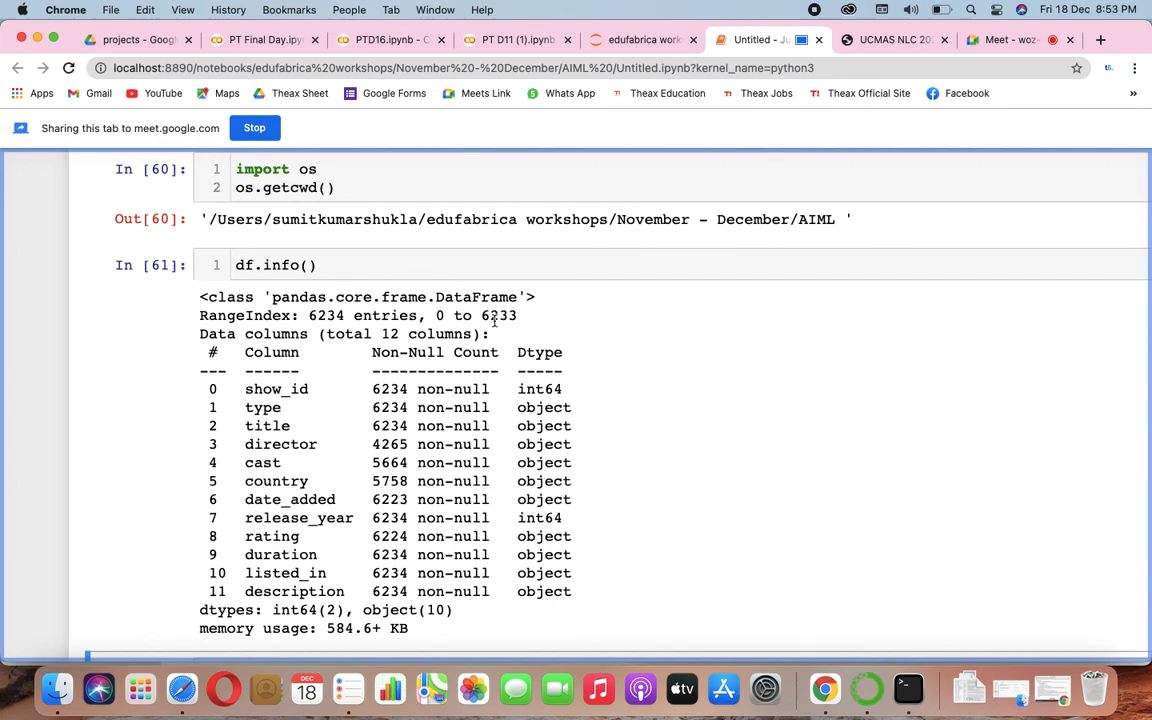 Chrome File Edit View History Bookmarks People Tab Window Help Fri 18 Dec 8:53 PM
projects - Googl PT Final Day.ipyn PTD16.ipynb - C PT D11 (1).ipynb edufabrica work Untitled - Ju UCMAS NLC 202 Meet - woz-
localhost:8890/notebooks/edufabrica%20workshops/November%20-%20December/AIML%20/Untitled.ipynb?kernel_name=python3
Apps Gmail YouTube Maps Theax Sheet Google Forms Meets Link Whats App Theax Education Theax Jobs Theax Official Site Facebook »
Sharing this tab to meet.google.com Stop
In [60]: 1 import os
2 os.getcwd()
Out[60]: '/Users/sumitkumarshukla/edufabrica workshops/November - December/AIML '
In [61]: 1 df.info()
<class 'pandas.core.frame.DataFrame'>
RangeIndex: 6234 entries, 0 to 6233
Data columns (total 12 columns):
# Column Non-Null Count Dtype
--- ------ -------------- -----
0 show_id 6234 non-null int64
1 type 6234 non-null object
2 title 6234 non-null object
3 director 4265 non-null object
4 cast 5664 non-null object
5 country 5758 non-null object
6 date_added 6223 non-null object
7 release_year 6234 non-null int64
8 rating 6224 non-null object
9 duration 6234 non-null object
10 listed_in 6234 non-null object
11 description 6234 non-null object
dtypes: int64(2), object(10)
memory usage: 584.6+ KB
DEC
18
tv